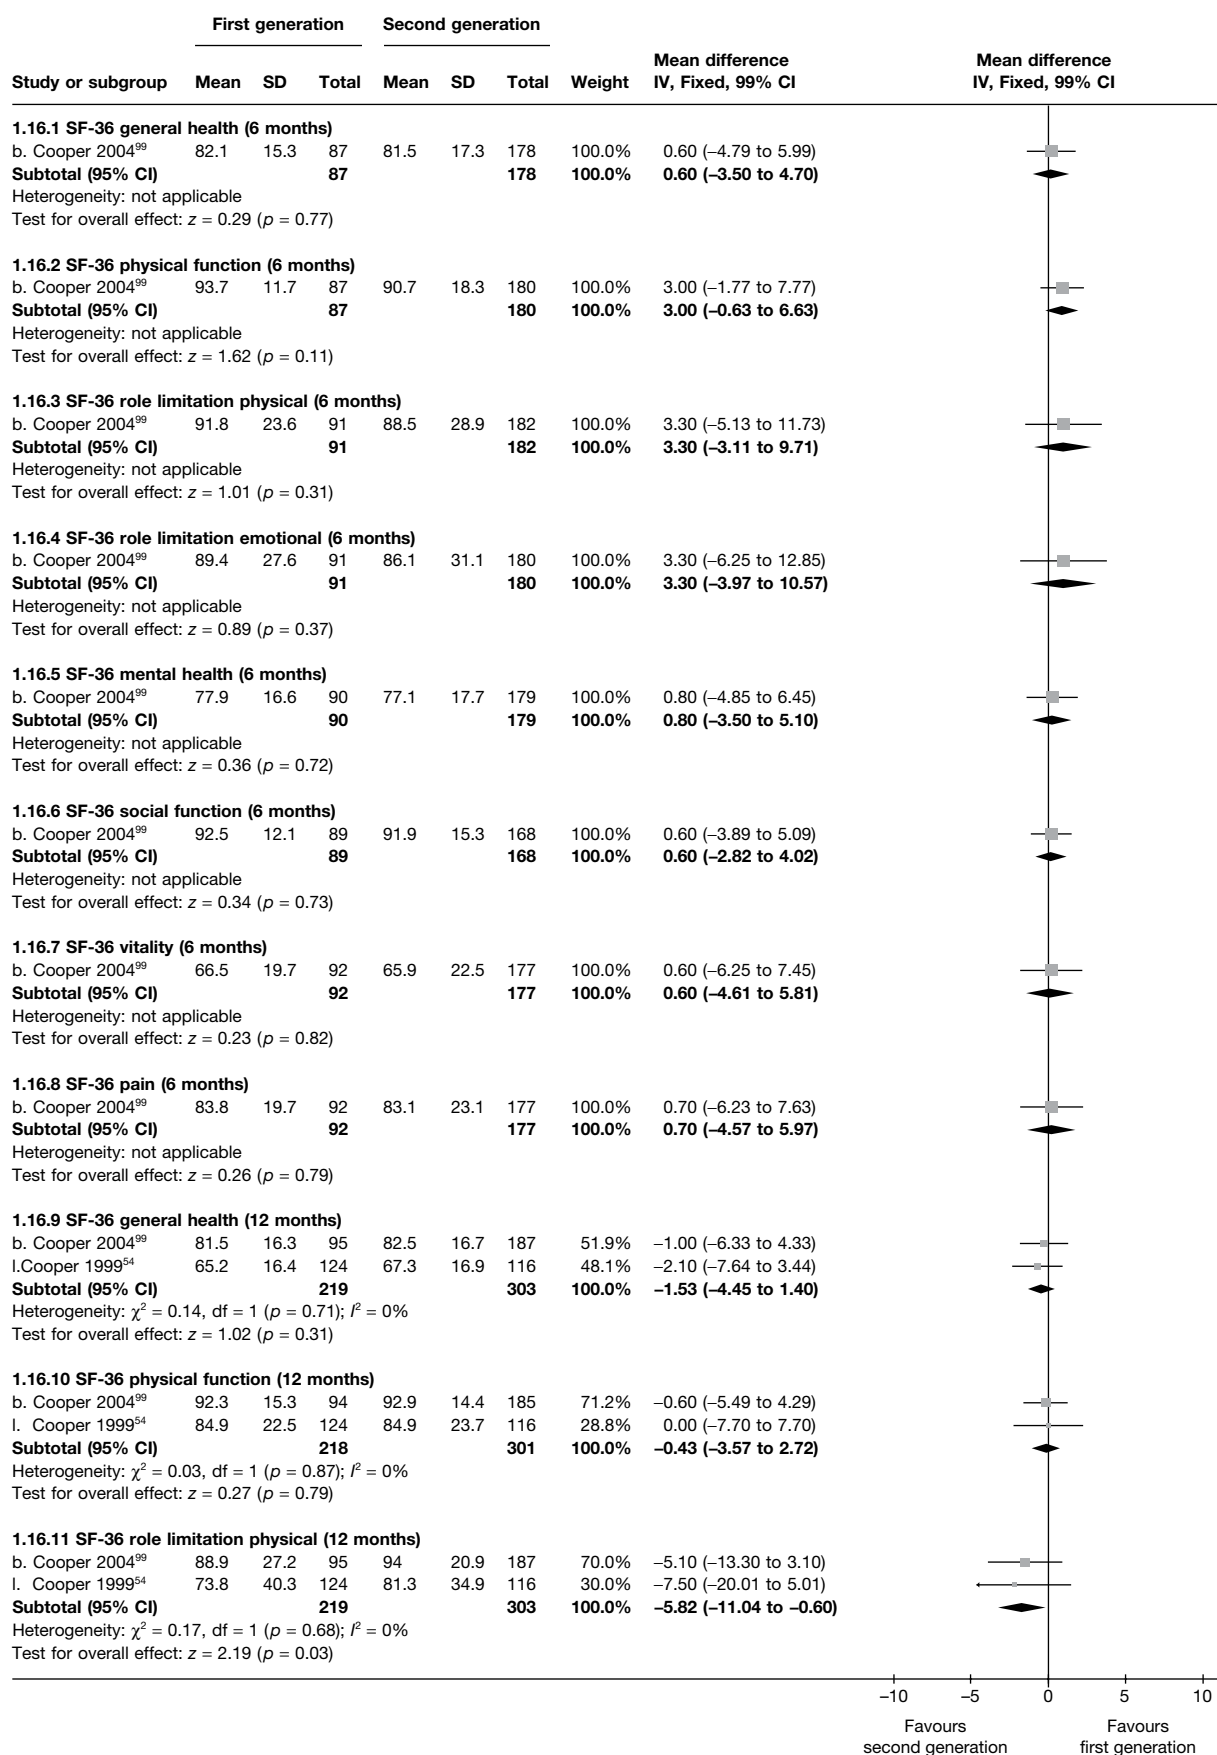 First generation Second generation
Mean difference Mean difference
Study or subgroup Mean SD Total Mean SD Total Weight IV, Fixed, 99% CI IV, Fixed, 99% CI
1.16.1 SF-36 general health (6 months)
b. Cooper 2004⁹⁹ 82.1 15.3 87 81.5 17.3 178 100.0% 0.60 (–4.79 to 5.99)
Subtotal (95% CI) 87 178 100.0% 0.60 (–3.50 to 4.70)
Heterogeneity: not applicable
Test for overall effect: z = 0.29 (p = 0.77)
1.16.2 SF-36 physical function (6 months)
b. Cooper 2004⁹⁹ 93.7 11.7 87 90.7 18.3 180 100.0% 3.00 (–1.77 to 7.77)
Subtotal (95% CI) 87 180 100.0% 3.00 (–0.63 to 6.63)
Heterogeneity: not applicable
Test for overall effect: z = 1.62 (p = 0.11)
1.16.3 SF-36 role limitation physical (6 months)
b. Cooper 2004⁹⁹ 91.8 23.6 91 88.5 28.9 182 100.0% 3.30 (–5.13 to 11.73)
Subtotal (95% CI) 91 182 100.0% 3.30 (–3.11 to 9.71)
Heterogeneity: not applicable
Test for overall effect: z = 1.01 (p = 0.31)
1.16.4 SF-36 role limitation emotional (6 months)
b. Cooper 2004⁹⁹ 89.4 27.6 91 86.1 31.1 180 100.0% 3.30 (–6.25 to 12.85)
Subtotal (95% CI) 91 180 100.0% 3.30 (–3.97 to 10.57)
Heterogeneity: not applicable
Test for overall effect: z = 0.89 (p = 0.37)
1.16.5 SF-36 mental health (6 months)
b. Cooper 2004⁹⁹ 77.9 16.6 90 77.1 17.7 179 100.0% 0.80 (–4.85 to 6.45)
Subtotal (95% CI) 90 179 100.0% 0.80 (–3.50 to 5.10)
Heterogeneity: not applicable
Test for overall effect: z = 0.36 (p = 0.72)
1.16.6 SF-36 social function (6 months)
b. Cooper 2004⁹⁹ 92.5 12.1 89 91.9 15.3 168 100.0% 0.60 (–3.89 to 5.09)
Subtotal (95% CI) 89 168 100.0% 0.60 (–2.82 to 4.02)
Heterogeneity: not applicable
Test for overall effect: z = 0.34 (p = 0.73)
1.16.7 SF-36 vitality (6 months)
b. Cooper 2004⁹⁹ 66.5 19.7 92 65.9 22.5 177 100.0% 0.60 (–6.25 to 7.45)
Subtotal (95% CI) 92 177 100.0% 0.60 (–4.61 to 5.81)
Heterogeneity: not applicable
Test for overall effect: z = 0.23 (p = 0.82)
1.16.8 SF-36 pain (6 months)
b. Cooper 2004⁹⁹ 83.8 19.7 92 83.1 23.1 177 100.0% 0.70 (–6.23 to 7.63)
Subtotal (95% CI) 92 177 100.0% 0.70 (–4.57 to 5.97)
Heterogeneity: not applicable
Test for overall effect: z = 0.26 (p = 0.79)
1.16.9 SF-36 general health (12 months)
b. Cooper 2004⁹⁹ 81.5 16.3 95 82.5 16.7 187 51.9% –1.00 (–6.33 to 4.33)
l.Cooper 1999⁵⁴ 65.2 16.4 124 67.3 16.9 116 48.1% –2.10 (–7.64 to 3.44)
Subtotal (95% CI) 219 303 100.0% –1.53 (–4.45 to 1.40)
Heterogeneity: χ² = 0.14, df = 1 (p = 0.71); I² = 0%
Test for overall effect: z = 1.02 (p = 0.31)
1.16.10 SF-36 physical function (12 months)
b. Cooper 2004⁹⁹ 92.3 15.3 94 92.9 14.4 185 71.2% –0.60 (–5.49 to 4.29)
l. Cooper 1999⁵⁴ 84.9 22.5 124 84.9 23.7 116 28.8% 0.00 (–7.70 to 7.70)
Subtotal (95% CI) 218 301 100.0% –0.43 (–3.57 to 2.72)
Heterogeneity: χ² = 0.03, df = 1 (p = 0.87); I² = 0%
Test for overall effect: z = 0.27 (p = 0.79)
1.16.11 SF-36 role limitation physical (12 months)
b. Cooper 2004⁹⁹ 88.9 27.2 95 94 20.9 187 70.0% –5.10 (–13.30 to 3.10)
l. Cooper 1999⁵⁴ 73.8 40.3 124 81.3 34.9 116 30.0% –7.50 (–20.01 to 5.01)
Subtotal (95% CI) 219 303 100.0% –5.82 (–11.04 to –0.60)
Heterogeneity: χ² = 0.17, df = 1 (p = 0.68); I² = 0%
Test for overall effect: z = 2.19 (p = 0.03)
–10 –5 0 5 10
Favours Favours
second generation first generation